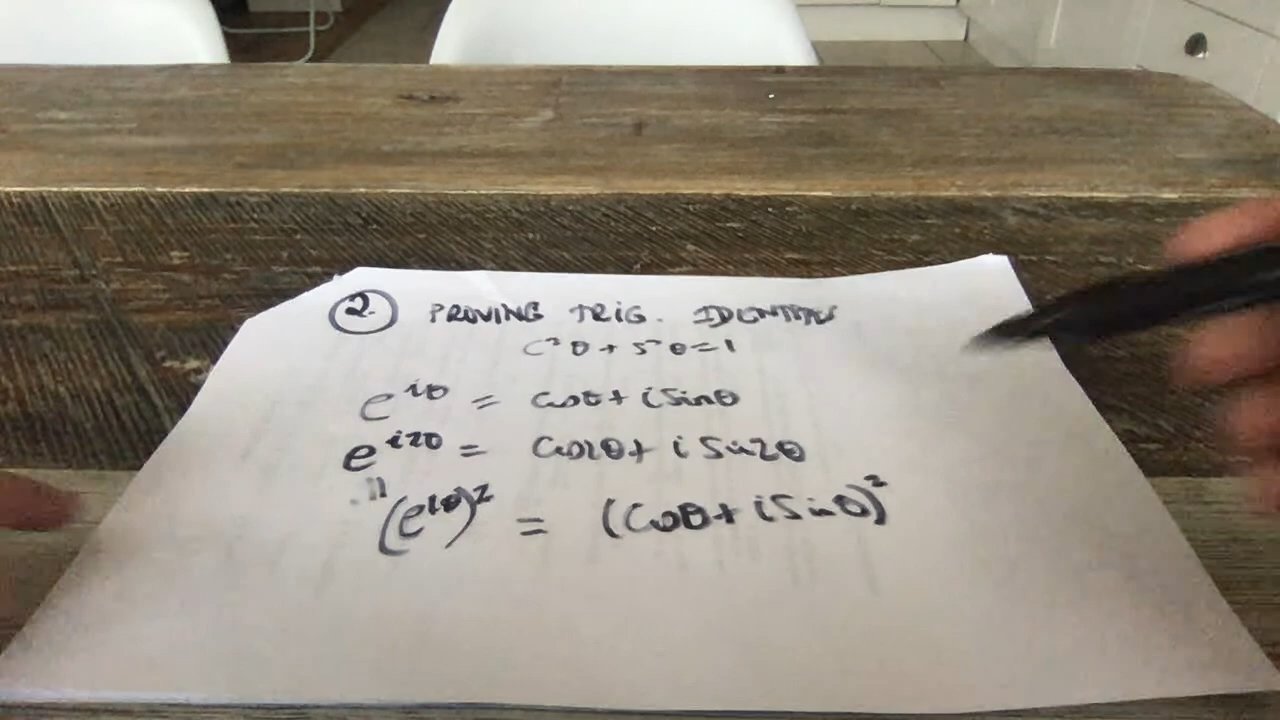 2. PROVING TRIG. IDENTITIES
C²θ + S²θ = 1
e^{iθ} = cosθ + i sinθ
e^{i2θ} = cos2θ + i sin2θ
" (e^{iθ})² = (cosθ + i sinθ)²